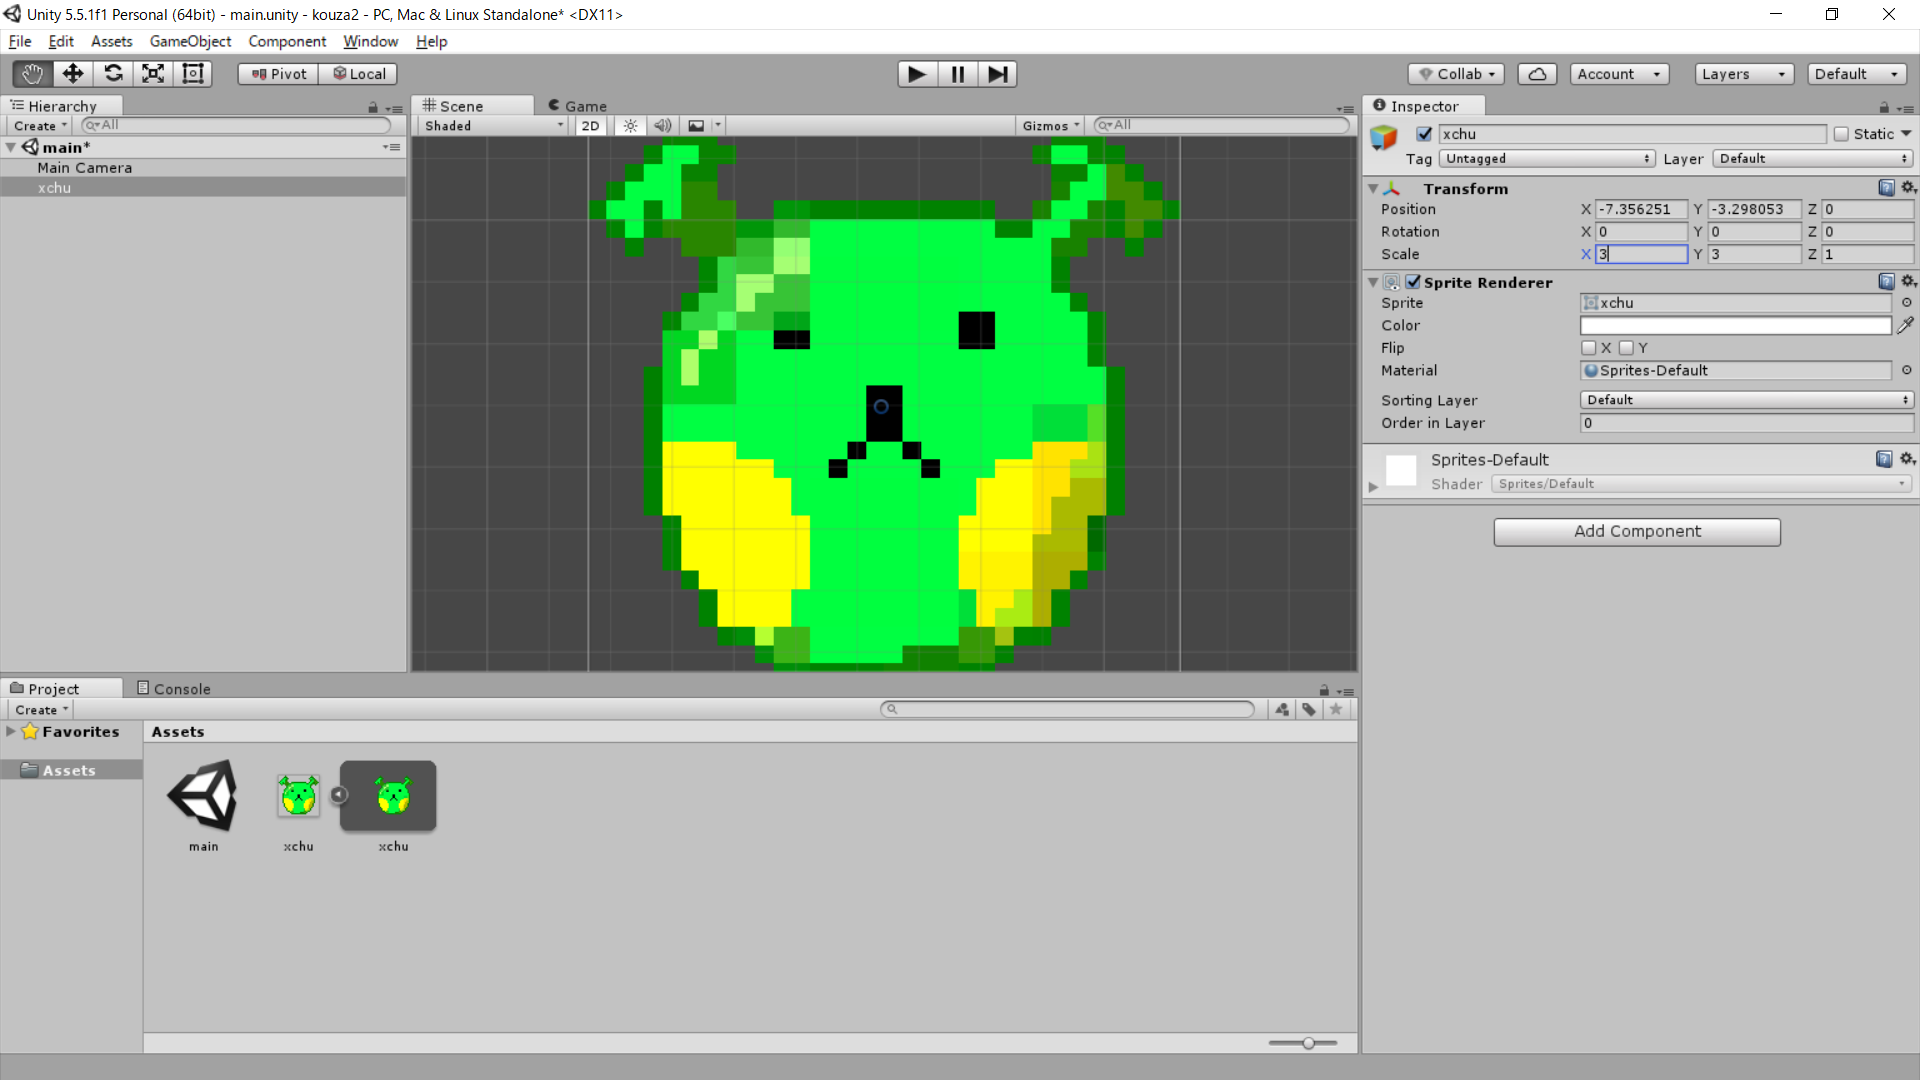 Unity 5.5.1f1 Personal (64bit) - main.unity - kouza2 - PC, Mac & Linux Standalone* <DX11>
File Edit Assets GameObject Component Window Help
Pivot Local Collab Account Layers Default
Hierarchy
Create All
main*
Main Camera
xchu
Scene Game
Shaded 2D Gizmos All
Inspector
xchu Static
Tag Untagged Layer Default
Transform
Position X -7.356251 Y -3.298053 Z 0
Rotation X 0 Y 0 Z 0
Scale X 3 Y 3 Z 1
Sprite Renderer
Sprite xchu
Color
Flip X Y
Material Sprites-Default
Sorting Layer Default
Order in Layer 0
Sprites-Default
Shader Sprites/Default
Add Component
Project Console
Create
Favorites
Assets
Assets
main xchu xchu